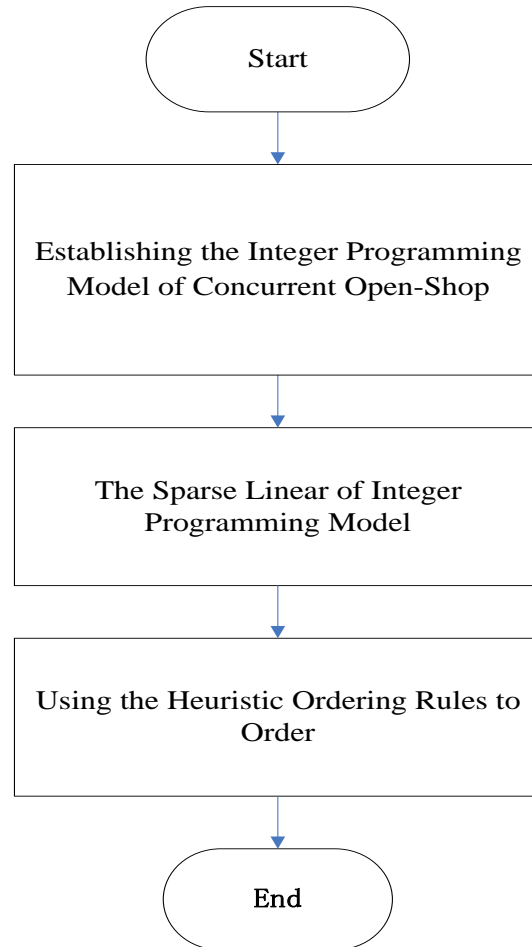 Start
Establishing the Integer Programming
Model of Concurrent Open-Shop
The Sparse Linear of Integer
Programming Model
Using the Heuristic Ordering Rules to
Order
End